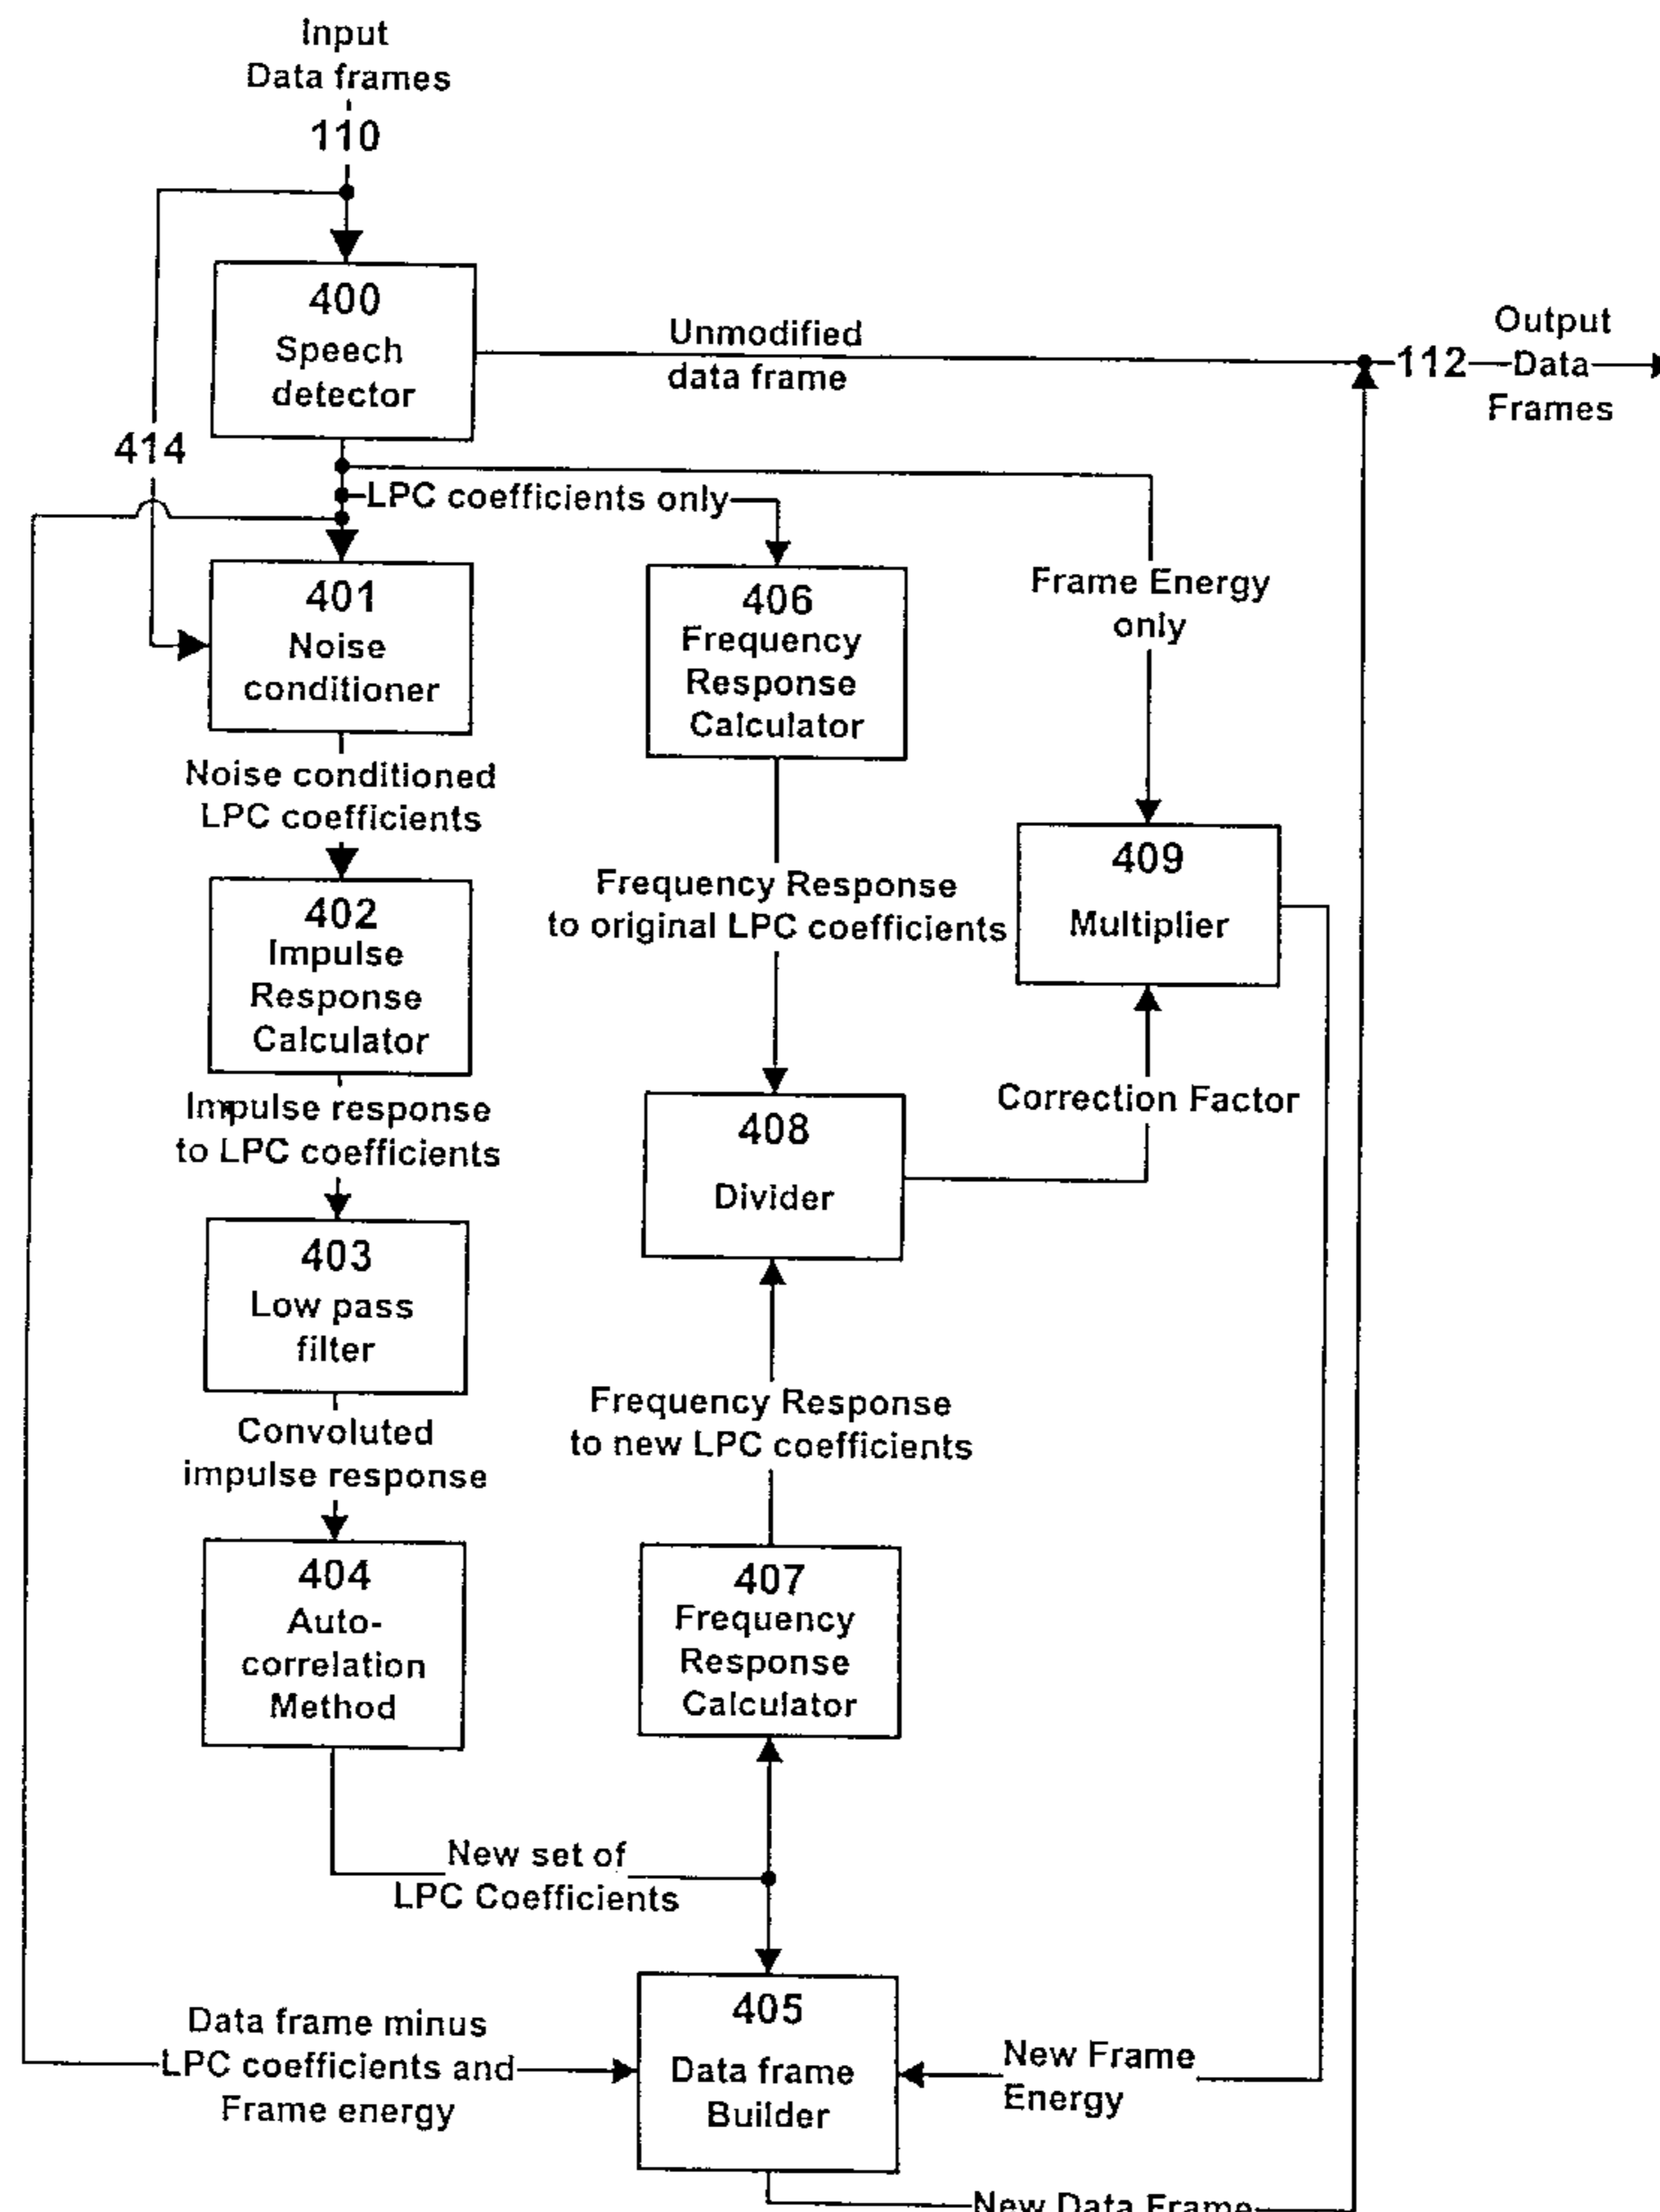 Input
Data frames
110
400
Speech
detector
Unmodified
data frame
112
Output
Data
Frames
414
LPC coefficients only
401
Noise
conditioner
406
Frequency
Response
Calculator
Frame Energy
only
Noise conditioned
LPC coefficients
402
Impulse
Response
Calculator
Frequency Response
to original LPC coefficients
409
Multiplier
Impulse response
to LPC coefficients
408
Divider
Correction Factor
403
Low pass
filter
Convoluted
impulse response
Frequency Response
to new LPC coefficients
404
Auto-
correlation
Method
407
Frequency
Response
Calculator
New set of
LPC Coefficients
Data frame minus
LPC coefficients and
Frame energy
405
Data frame
Builder
New Frame
Energy
New Data Frame